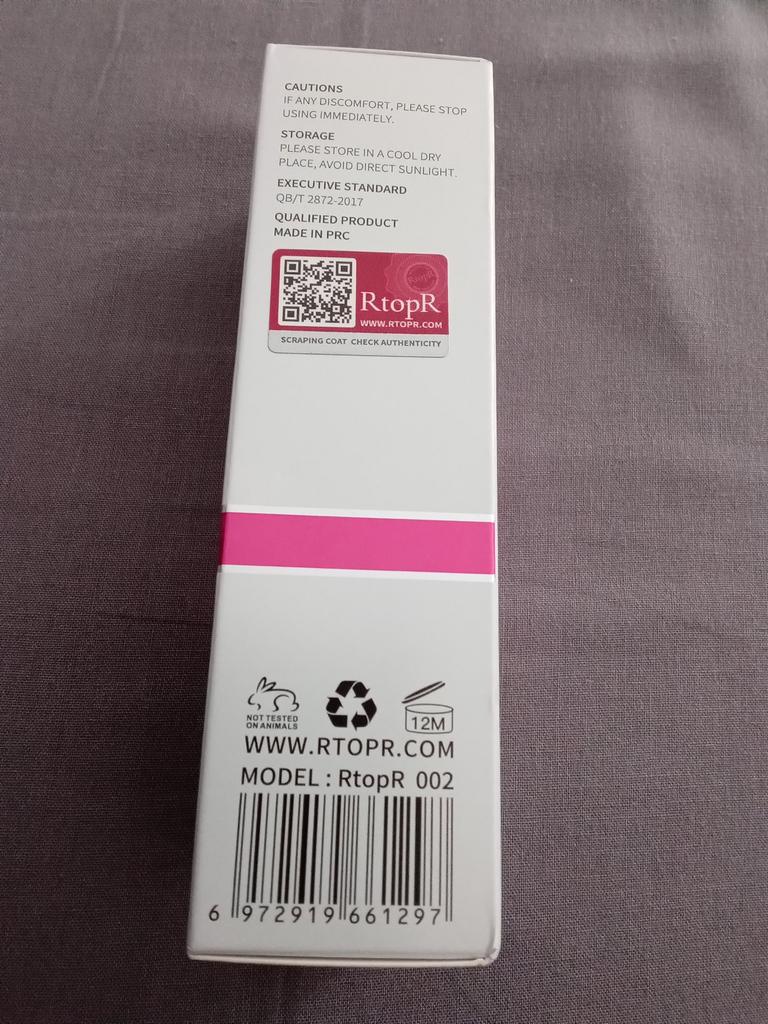 CAUTIONS
IF ANY DISCOMFORT, PLEASE STOP
USING IMMEDIATELY.
STORAGE
PLEASE STORE IN A COOL DRY
PLACE, AVOID DIRECT SUNLIGHT.
EXECUTIVE STANDARD
QB/T 2872-2017
QUALIFIED PRODUCT
MADE IN PRC
RtopR
RtopR
WWW.RTOPR.COM
SCRAPING COAT CHECK AUTHENTICITY
NOT TESTED
ON ANIMALS
12M
WWW.RTOPR.COM
MODEL : RtopR 002
6 972919 661297